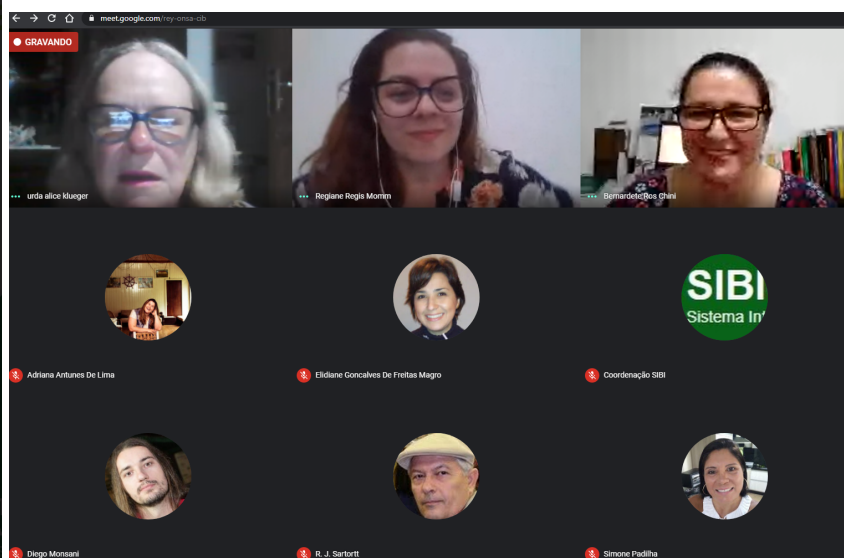 meet.google.com/rey-onsa-cib
GRAVANDO
urda alice klueger
Regiane Regis Momm
Bernardete Ros Chini
SIBI
Sistema In
Adriana Antunes De Lima
Elidiane Goncalves De Freitas Magro
Coordenação SIBI
Diego Monsani
R. J. Sartortt
Simone Padilha